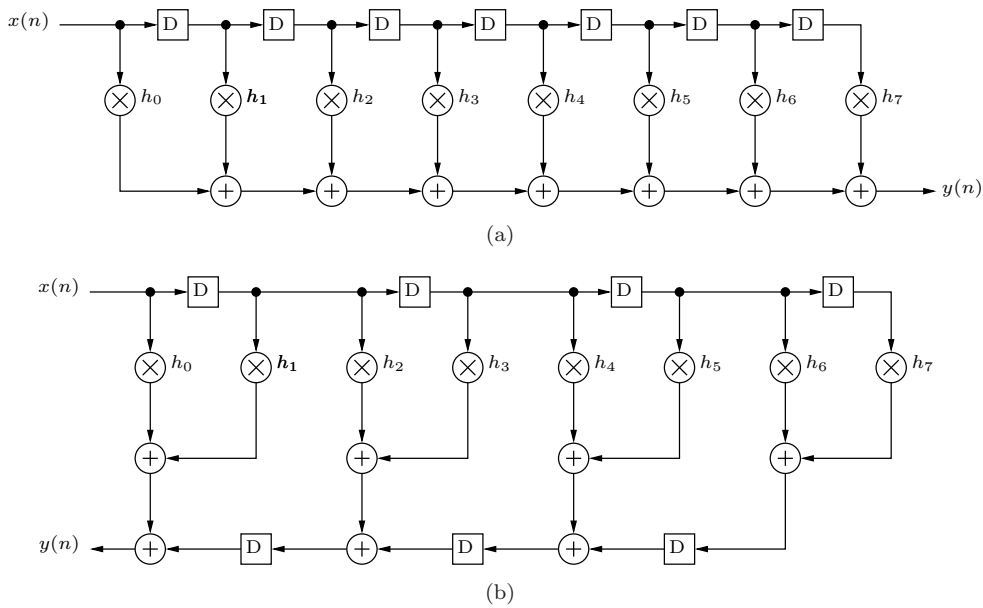 x(n) D D D D D D D
h₀ h₁ h₂ h₃ h₄ h₅ h₆ h₇
+ + + + + + + y(n)
(a)
x(n) D D D D
h₀ h₁ h₂ h₃ h₄ h₅ h₆ h₇
+ + + +
y(n) + D + D + D
(b)